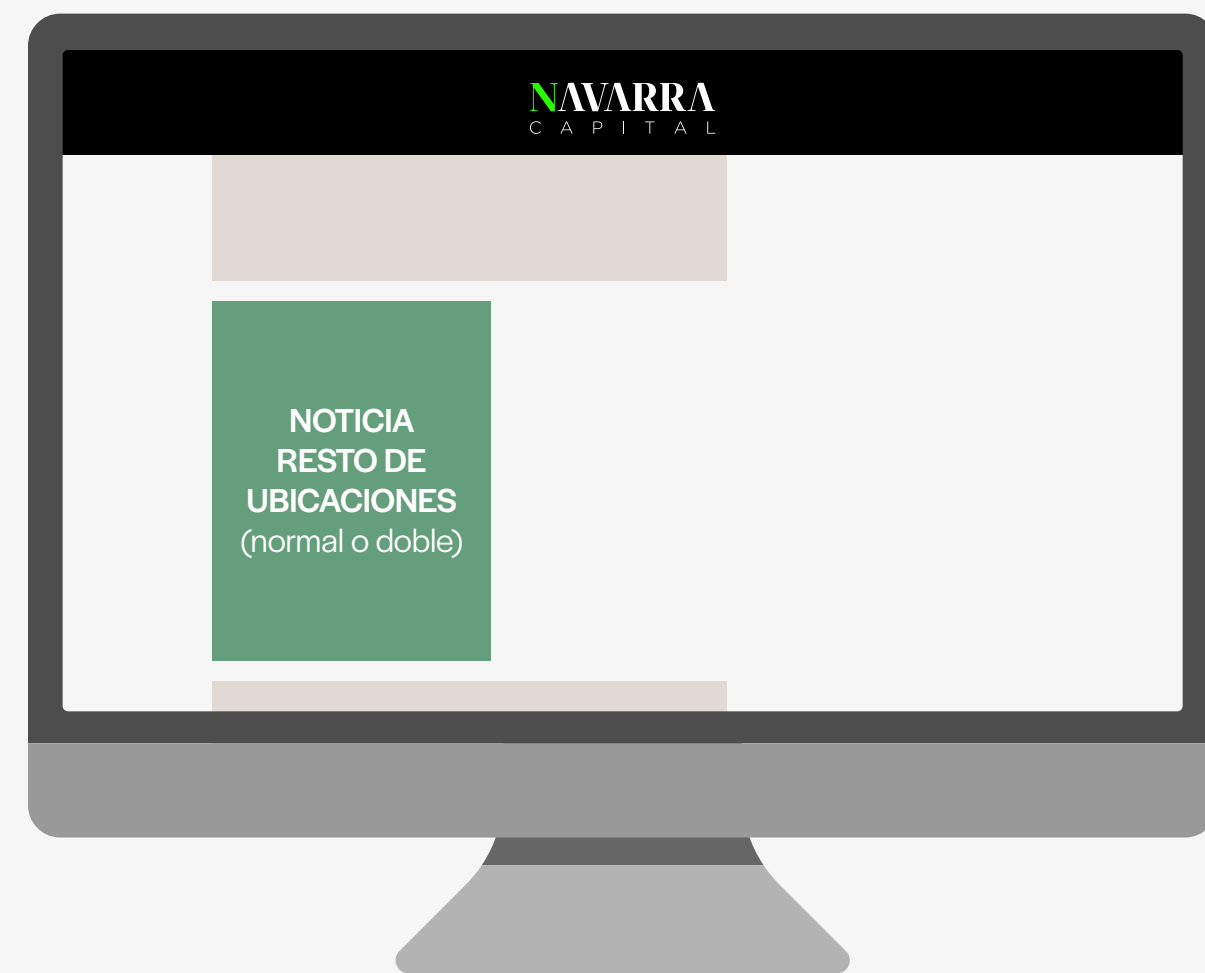 NAVARRA
CAPITAL
NOTICIA
RESTO DE
UBICACIONES
(normal o doble)